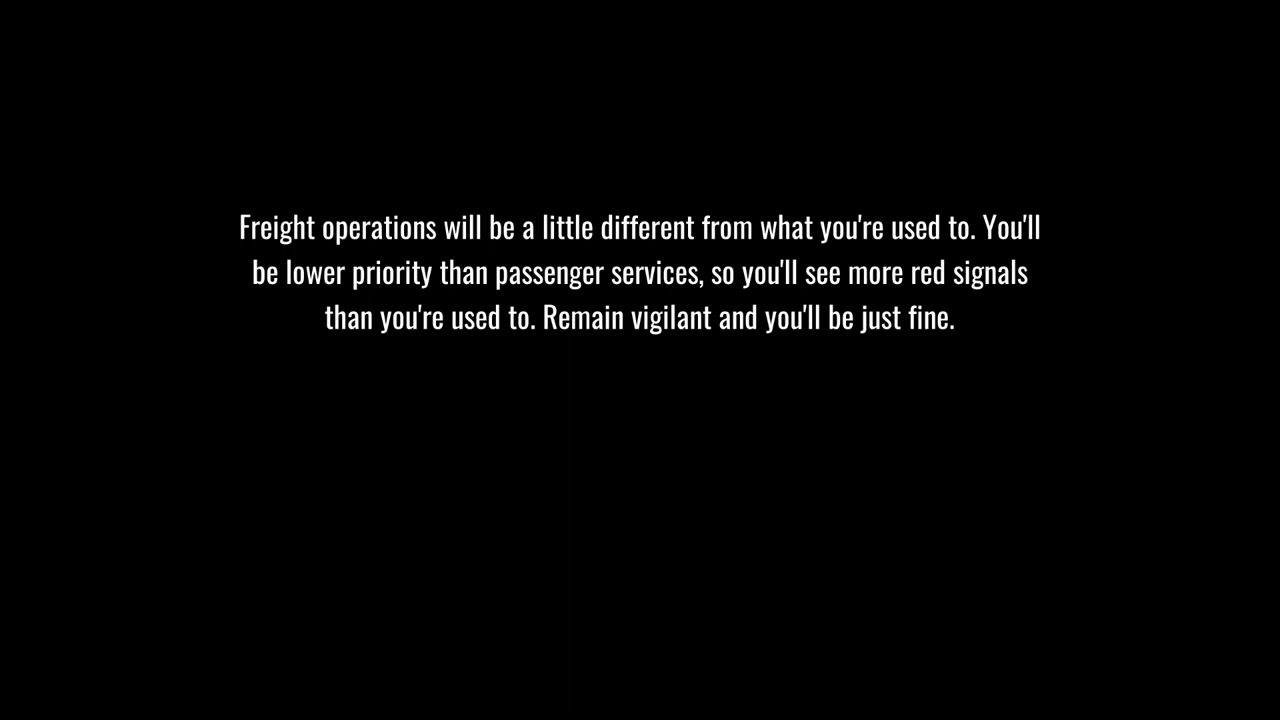 Freight operations will be a little different from what you're used to. You'll
be lower priority than passenger services, so you'll see more red signals
than you're used to. Remain vigilant and you'll be just fine.